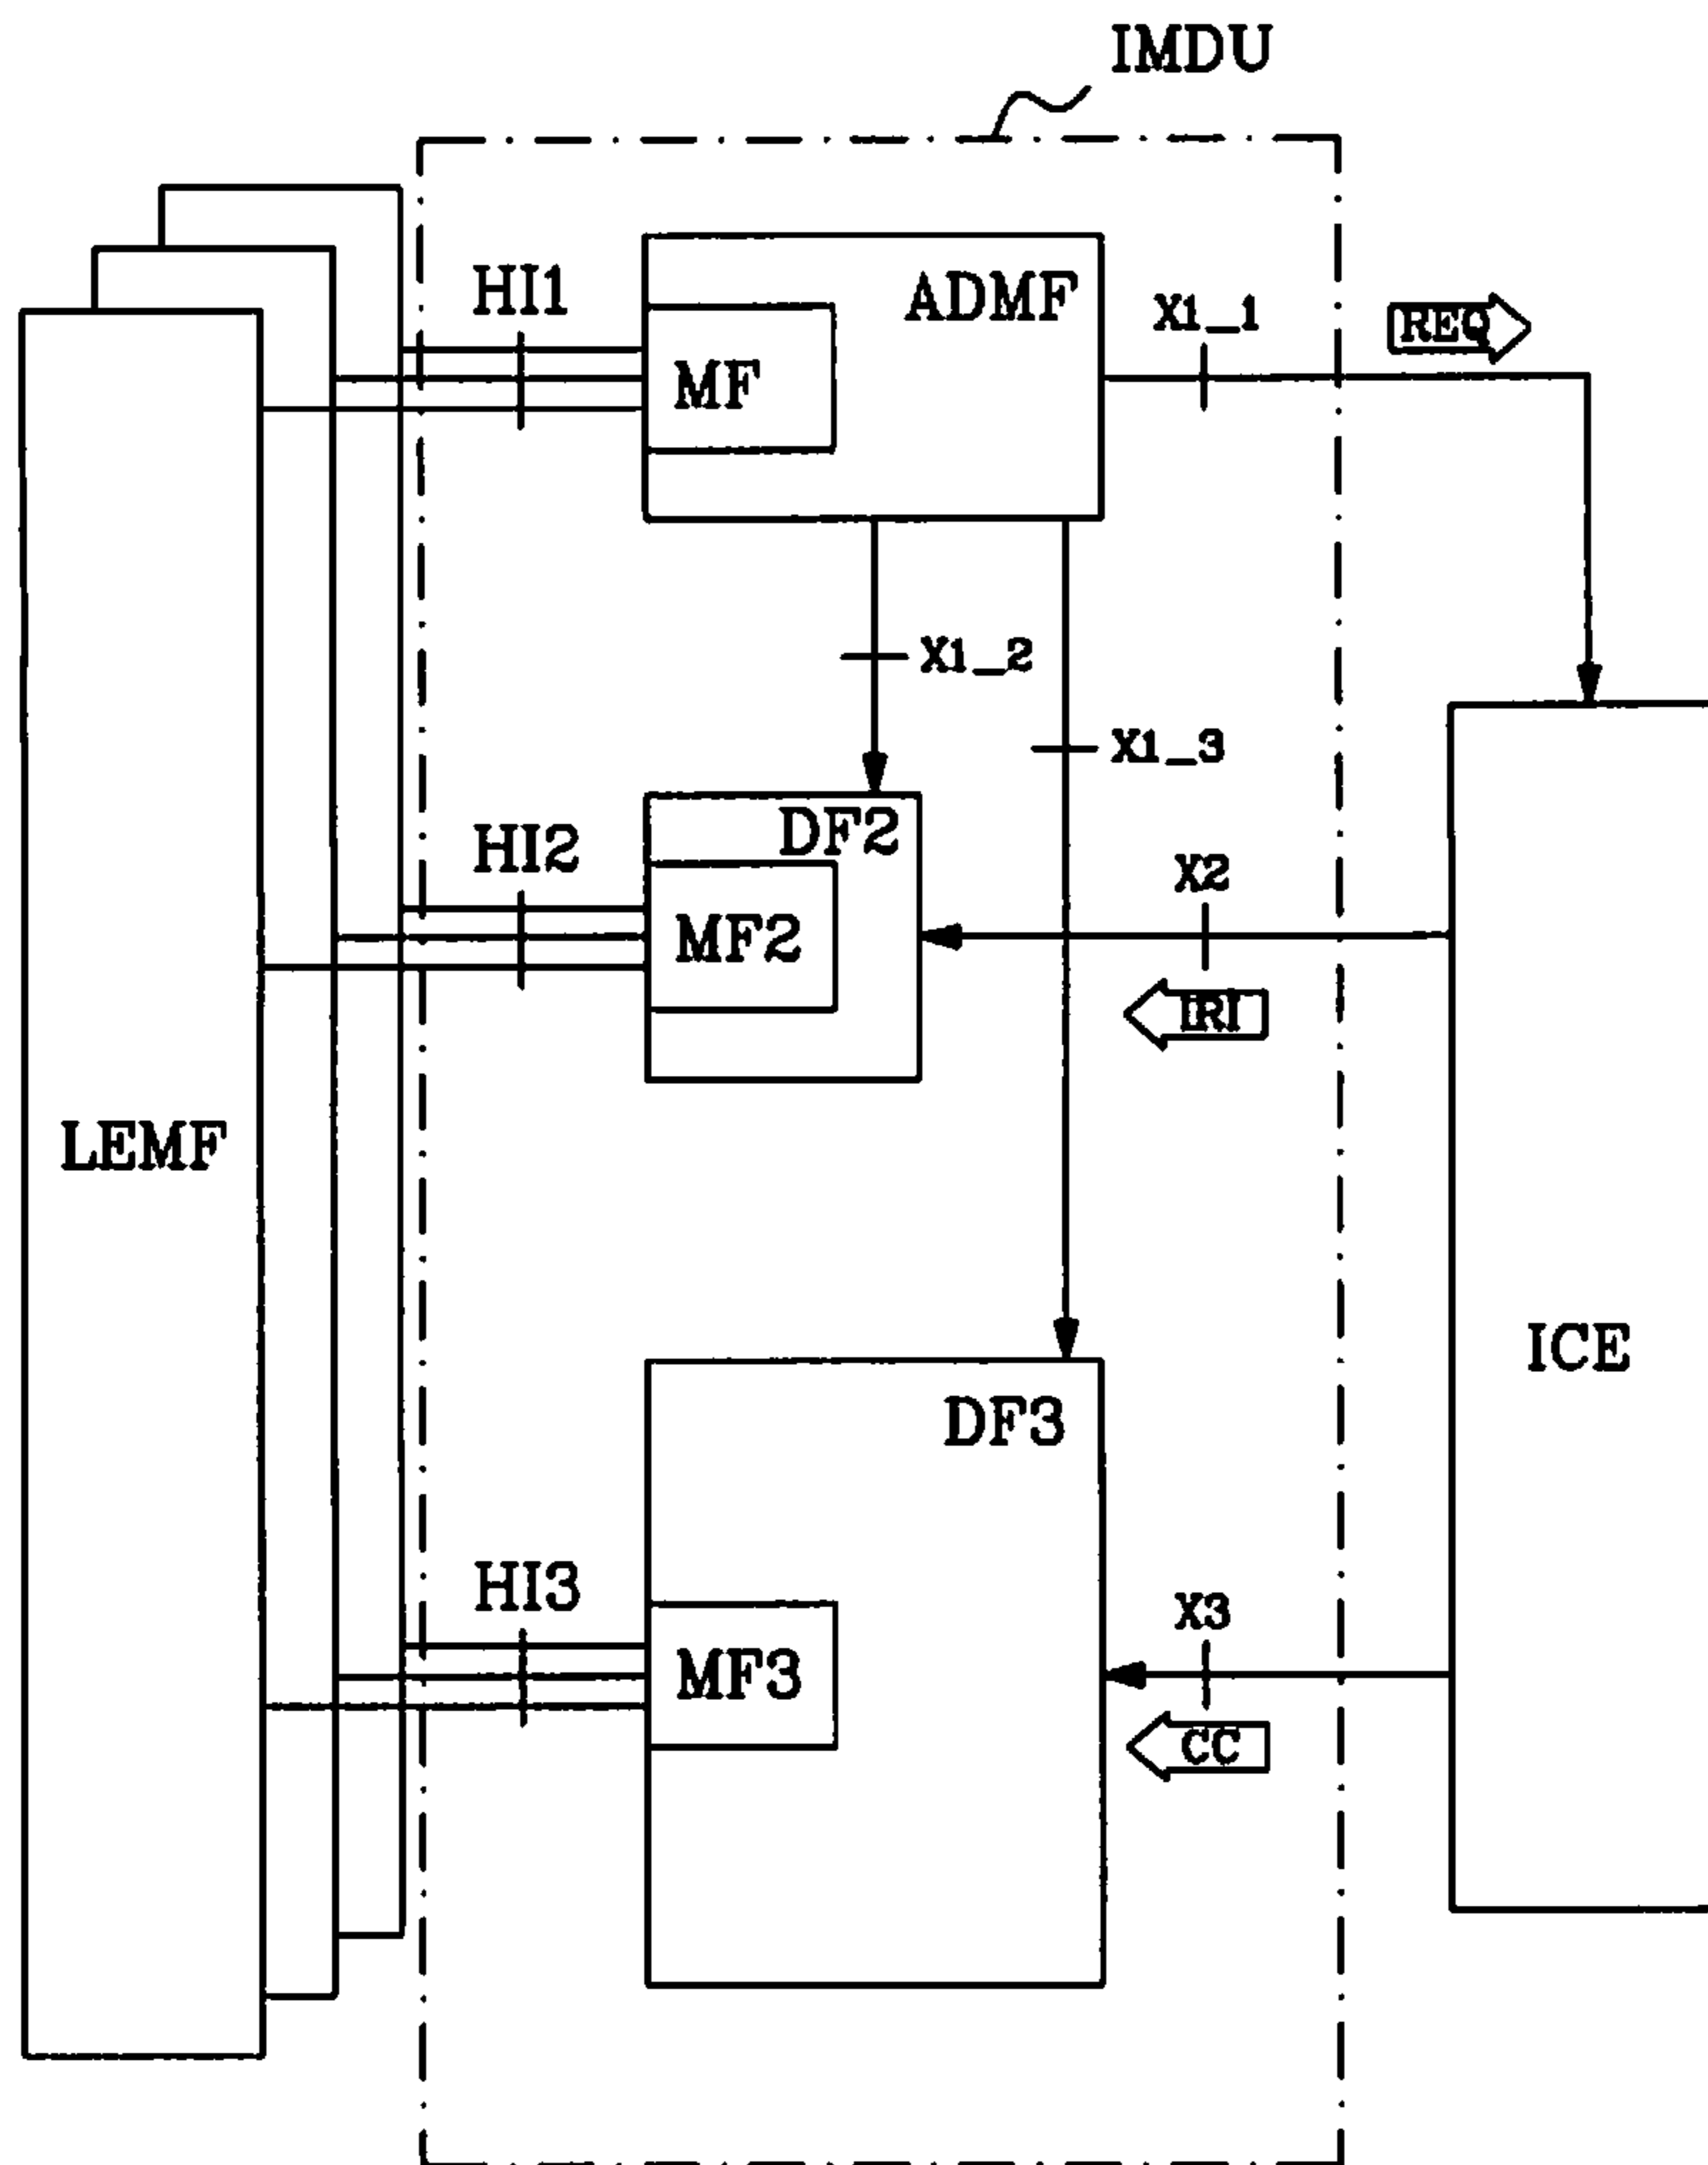 IMDU
HI1
ADMF
MF
X1_1
REQ
X1_2
X1_3
DF2
HI2
MF2
X2
IRI
LEMF
ICE
DF3
HI3
MF3
X3
CC